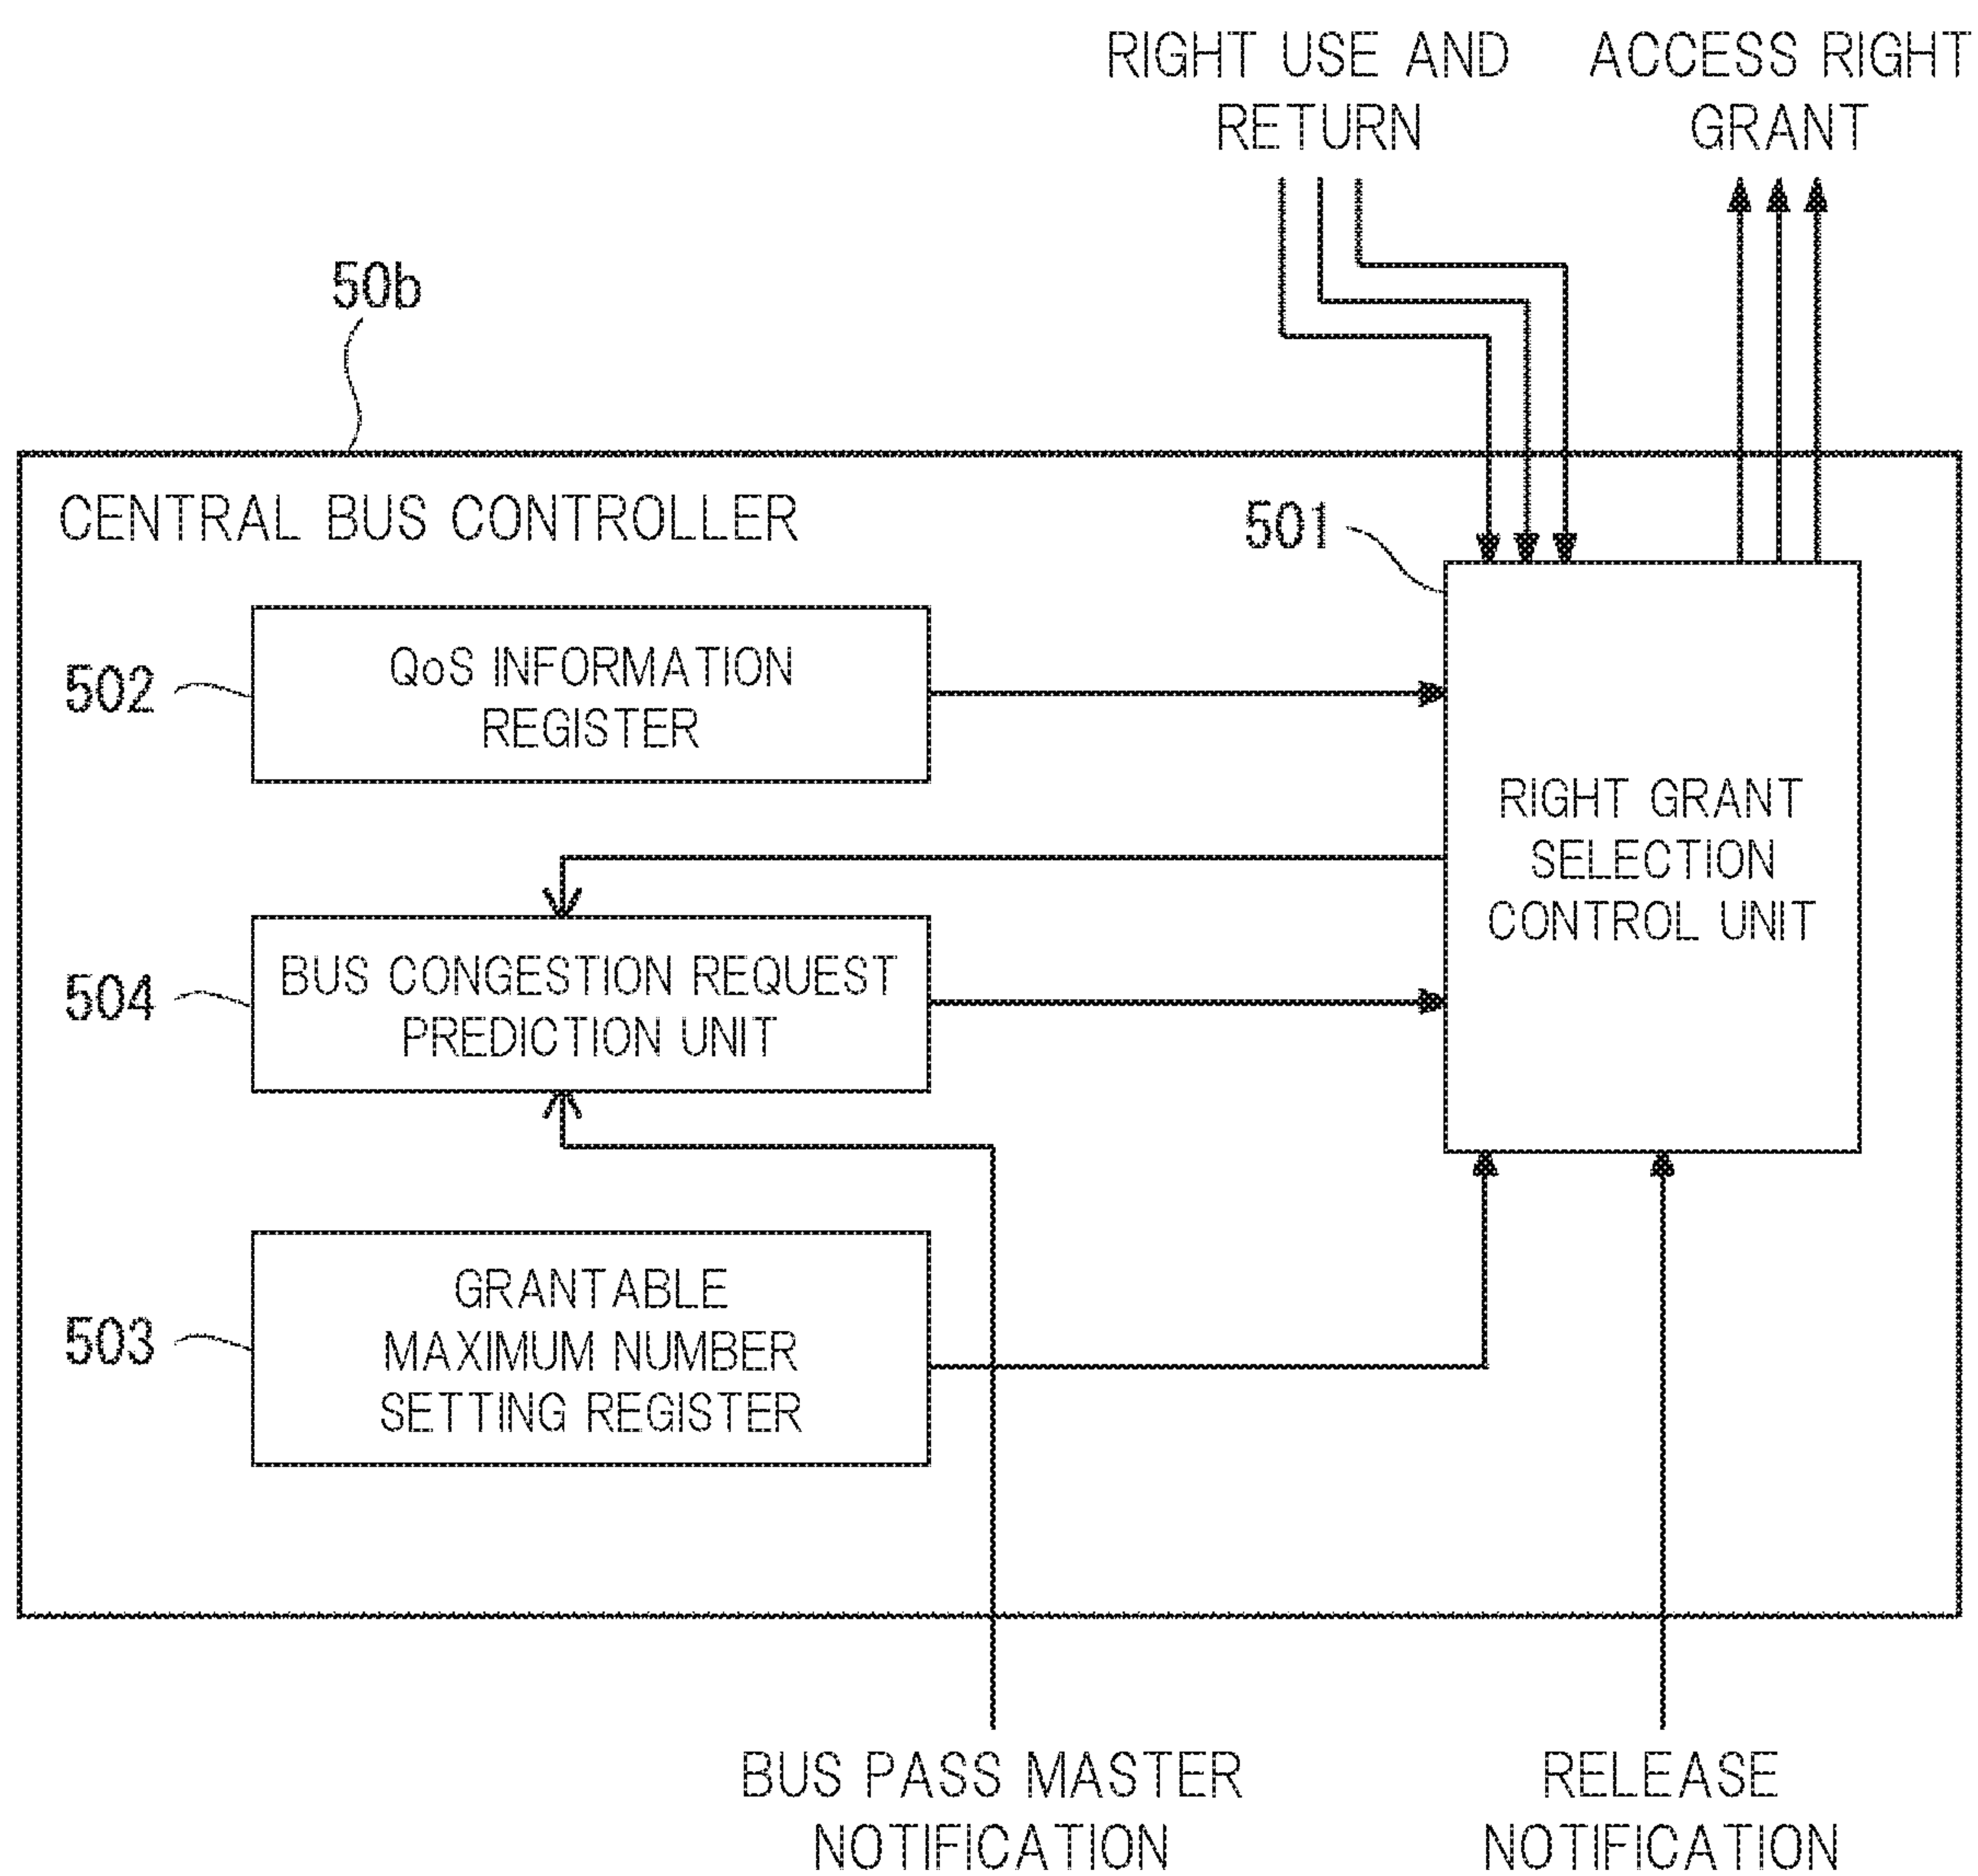 RIGHT USE AND
RETURN
ACCESS RIGHT
GRANT
50b
CENTRAL BUS CONTROLLER
501
502
QoS INFORMATION
REGISTER
RIGHT GRANT
SELECTION
CONTROL UNIT
504
BUS CONGESTION REQUEST
PREDICTION UNIT
503
GRANTABLE
MAXIMUM NUMBER
SETTING REGISTER
BUS PASS MASTER
NOTIFICATION
RELEASE
NOTIFICATION